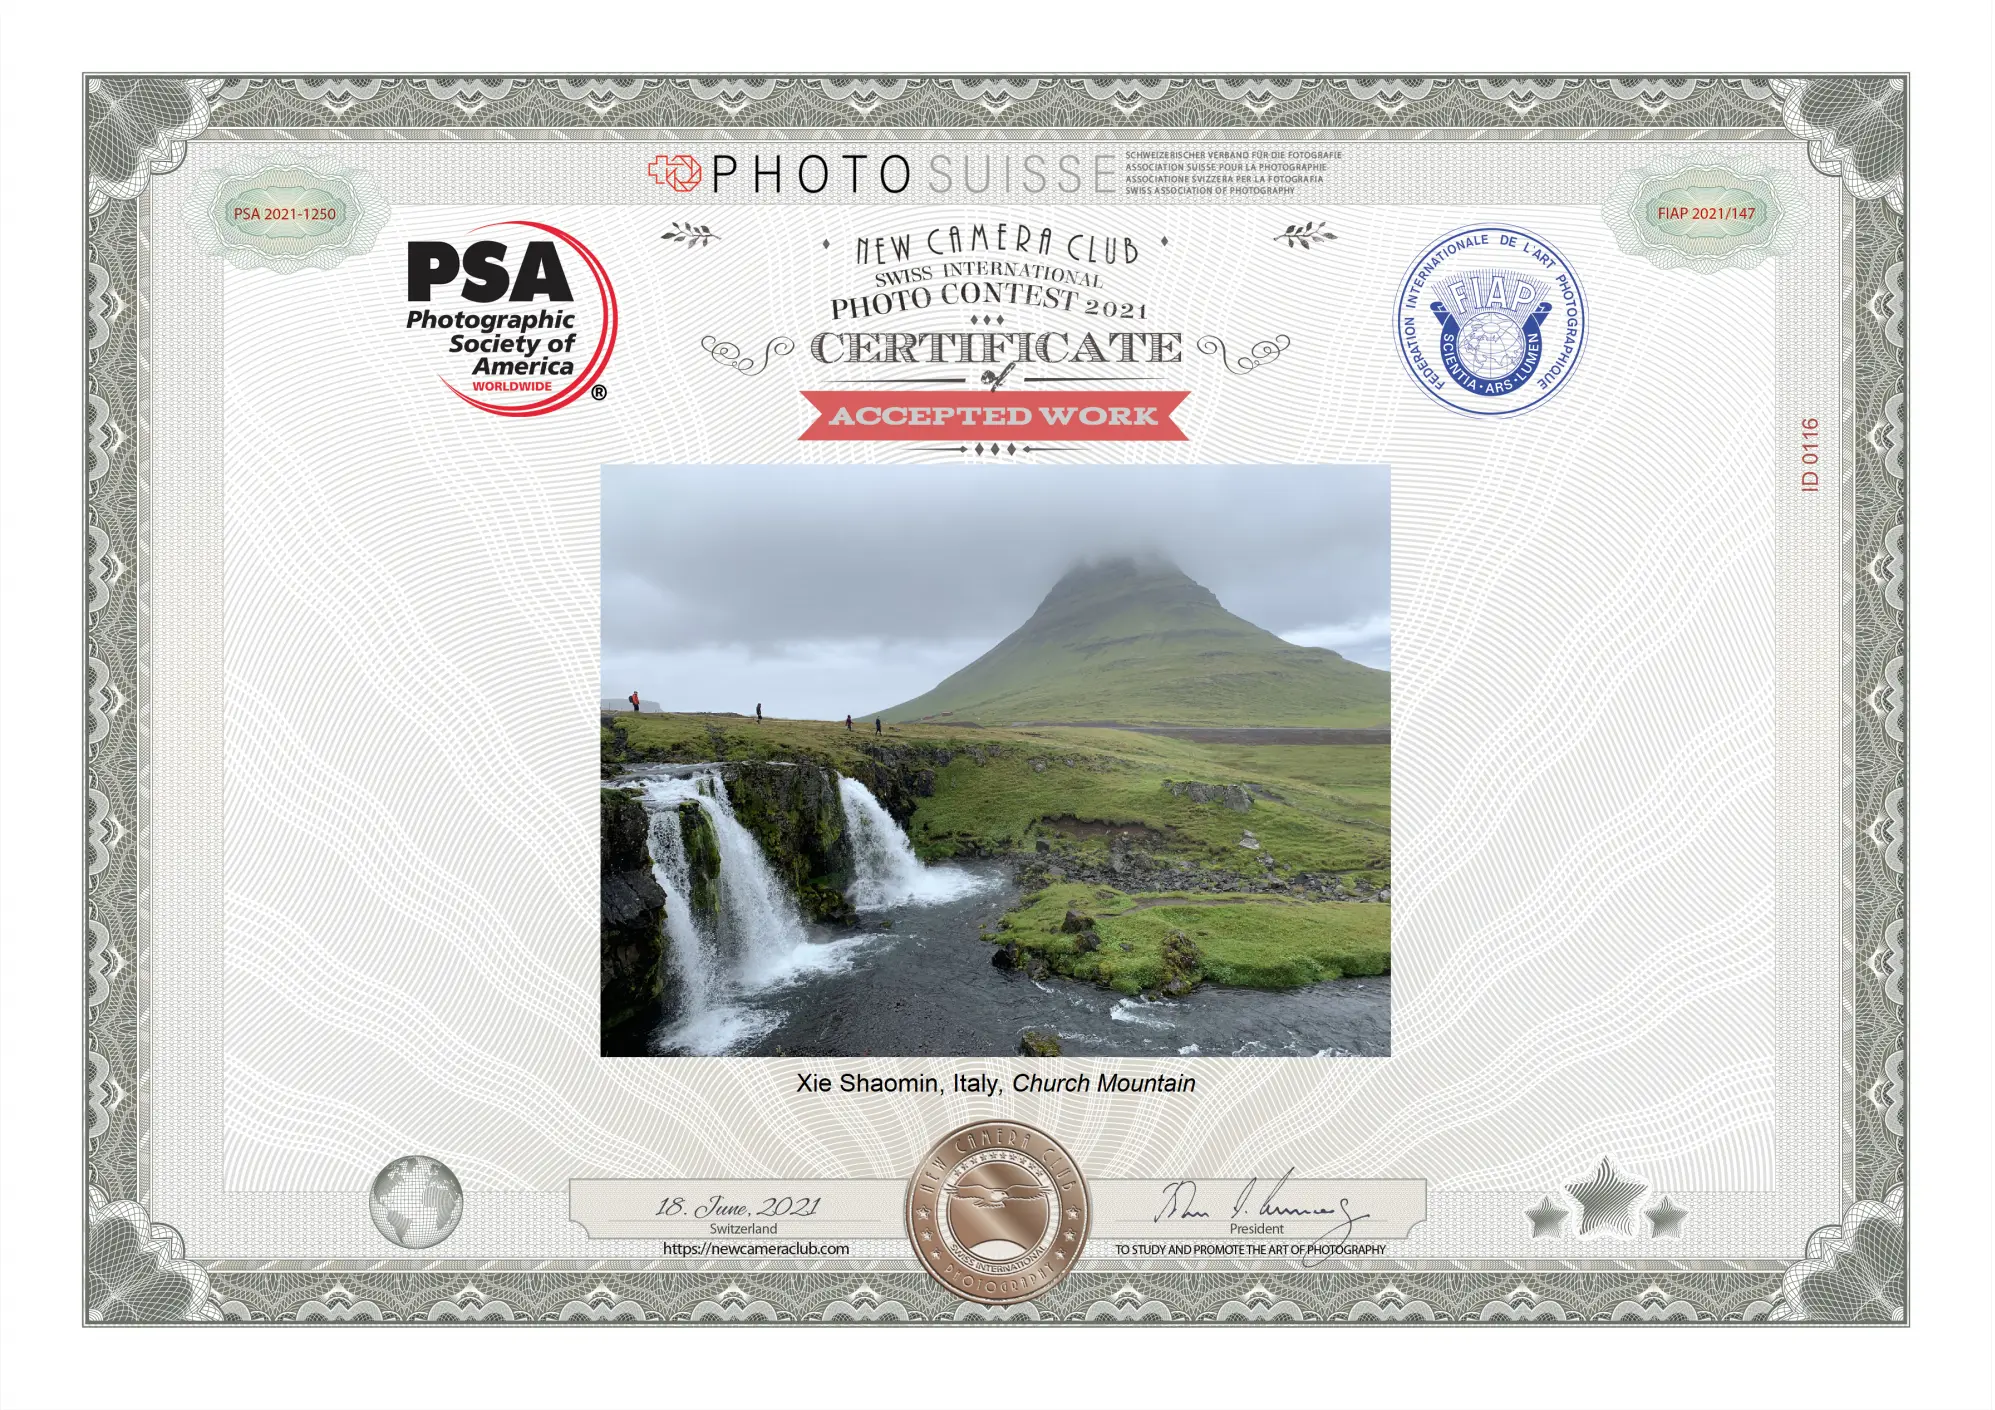 PHOTOSUISSE
SCHWEIZERISCHER VERBAND FÜR DIE FOTOGRAFIE
ASSOCIATION SUISSE POUR LA PHOTOGRAPHIE
ASSOCIATIONE SVIZZERA PER LA FOTOGRAFIA
SWISS ASSOCIATION OF PHOTOGRAPHY
PSA 2021-1250
FIAP 2021/147
PSA
Photographic
Society of
America
WORLDWIDE
®
NEW CAMERA CLUB
SWISS INTERNATIONAL
PHOTO CONTEST 2021
CERTIFICATE
of
ACCEPTED WORK
FEDERATION INTERNATIONALE DE L'ART PHOTOGRAPHIQUE
FIAP
SCIENTIA · ARS · LUMEN
ID 0116
Xie Shaomin, Italy, Church Mountain
18. June, 2021
Switzerland
https://newcameraclub.com
NEW CAMERA CLUB
SWISS INTERNATIONAL
PHOTOGRAPHY
President
TO STUDY AND PROMOTE THE ART OF PHOTOGRAPHY